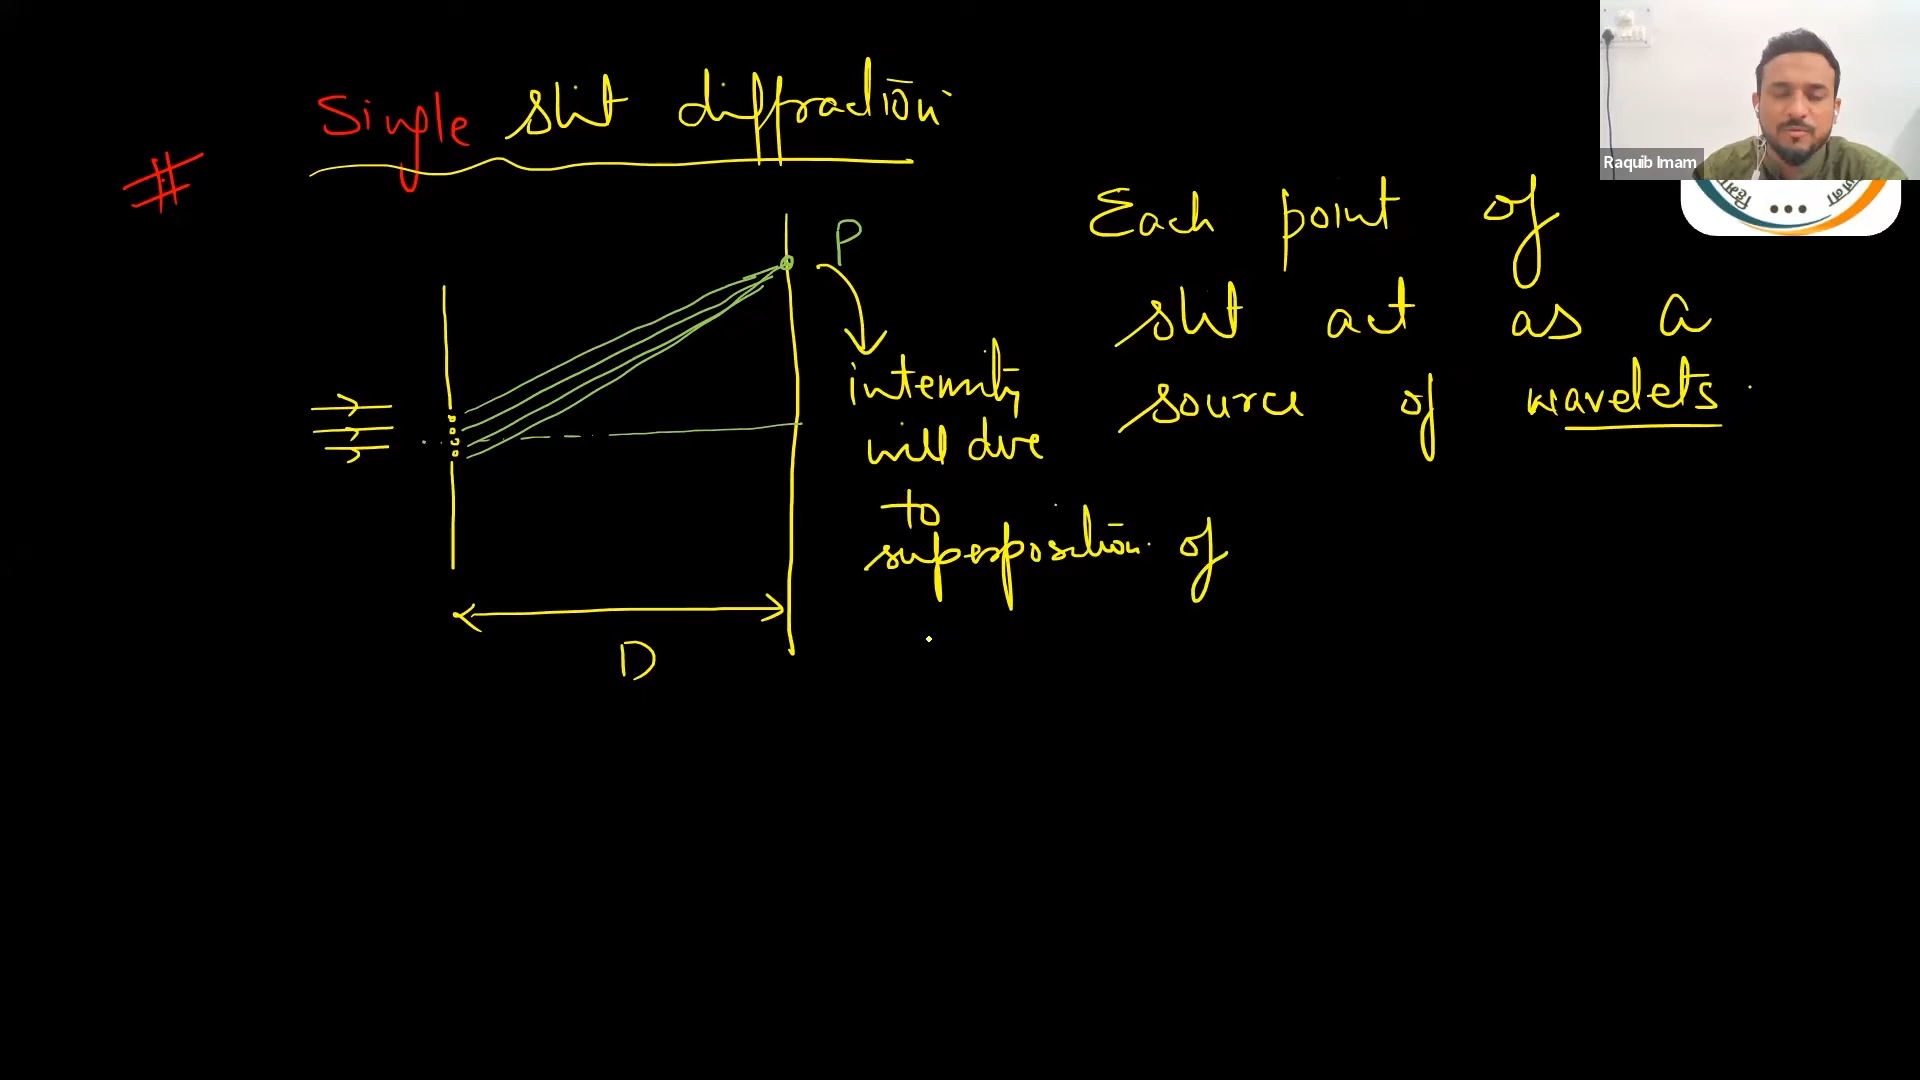 Single slit diffraction
#
P
Each point of
slit act as a
source of wavelets.
intensity
will due
to
superposition of
D
Raquib Imam